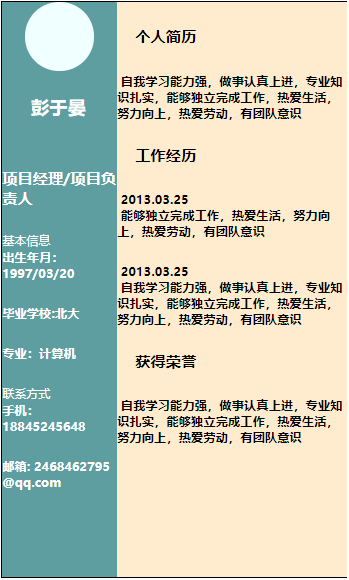 彭于晏
项目经理/项目负
责人
基本信息
出生年月：
1997/03/20
毕业学校:北大
专业：计算机
联系方式
手机：
18845245648
邮箱: 2468462795
@qq.com
个人简历
自我学习能力强，做事认真上进，专业知
识扎实，能够独立完成工作，热爱生活，
努力向上，热爱劳动，有团队意识
工作经历
2013.03.25
能够独立完成工作，热爱生活，努力向
上，热爱劳动，有团队意识
2013.03.25
自我学习能力强，做事认真上进，专业知
识扎实，能够独立完成工作，热爱生活，
努力向上，热爱劳动，有团队意识
获得荣誉
自我学习能力强，做事认真上进，专业知
识扎实，能够独立完成工作，热爱生活，
努力向上，热爱劳动，有团队意识